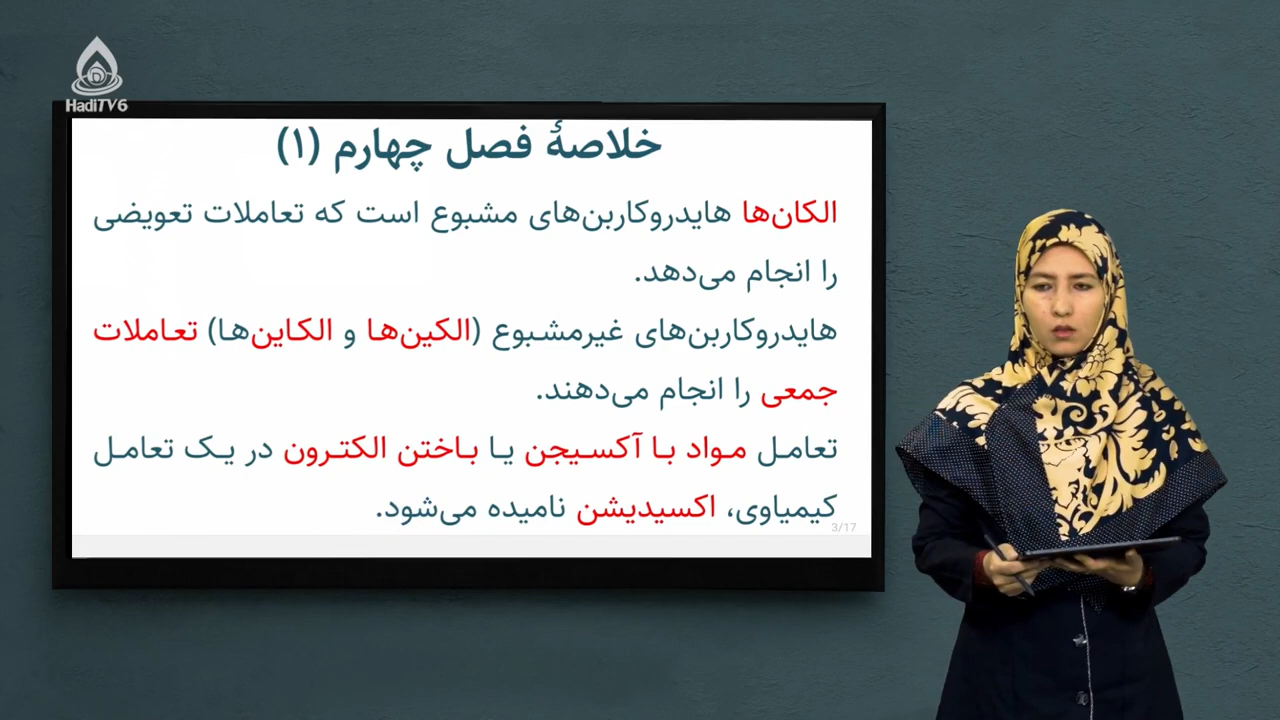 HadiTV6
خلاصهٔ فصل چهارم (۱)
الکان‌ها هایدروکاربن‌های مشبوع است که تعاملات تعویضی
را انجام می‌دهد.
هایدروکاربن‌های غیرمشبوع (الکین‌ها و الکاین‌ها) تعاملات
جمعی را انجام می‌دهند.
تعامل مواد با آکسیجن یا باختن الکترون در یک تعامل
کیمیاوی، اکسیدیشن نامیده می‌شود.
3/17